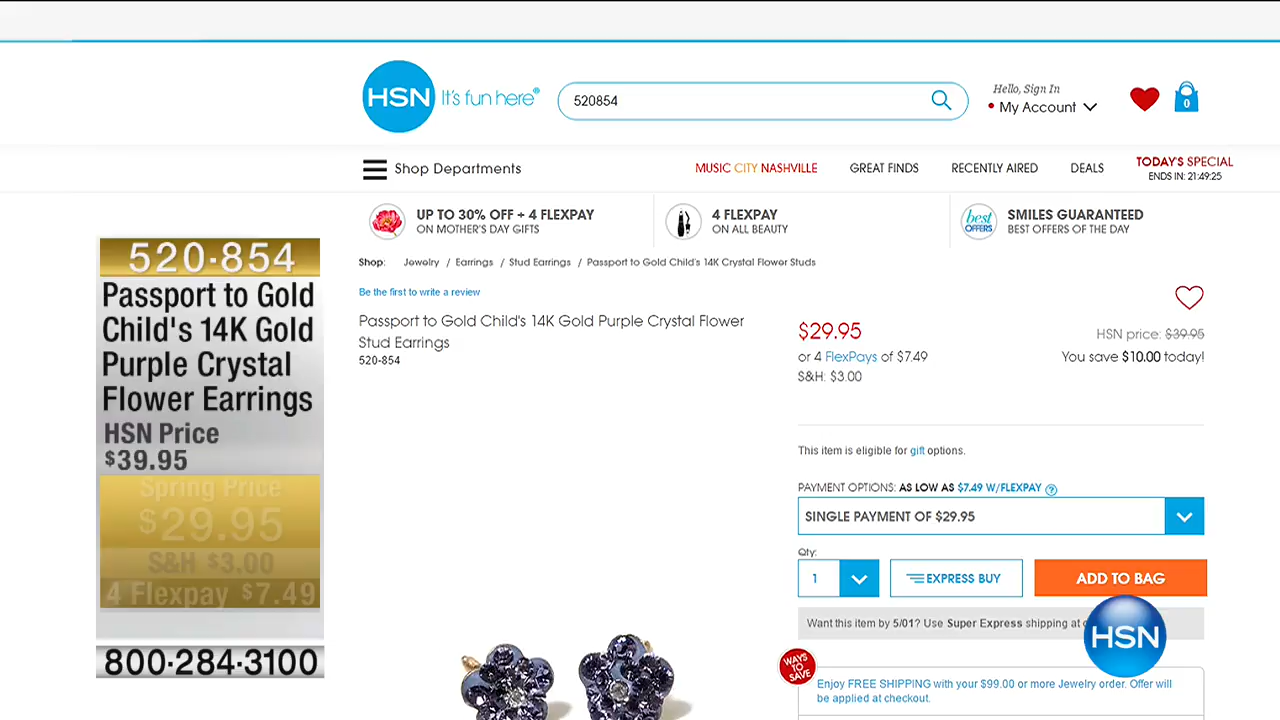 HSN It's fun here®
520854
Hello, Sign In
My Account
0
Shop Departments
MUSIC CITY NASHVILLE
GREAT FINDS
RECENTLY AIRED
DEALS
TODAY'S SPECIAL
ENDS IN: 21:49:25
UP TO 30% OFF + 4 FLEXPAY
ON MOTHER'S DAY GIFTS
4 FLEXPAY
ON ALL BEAUTY
best
OFFERS
SMILES GUARANTEED
BEST OFFERS OF THE DAY
520-854
Passport to Gold
Child's 14K Gold
Purple Crystal
Flower Earrings
HSN Price
$39.95
Spring Price
$29.95
S&H $3.00
4 Flexpay $7.49
800-284-3100
Shop: Jewelry / Earrings / Stud Earrings / Passport to Gold Child's 14K Crystal Flower Studs
Be the first to write a review
Passport to Gold Child's 14K Gold Purple Crystal Flower
Stud Earrings
520-854
$29.95
HSN price: $39.95
or 4 FlexPays of $7.49
You save $10.00 today!
S&H: $3.00
This item is eligible for gift options.
PAYMENT OPTIONS: AS LOW AS $7.49 W/FLEXPAY ?
SINGLE PAYMENT OF $29.95
Qty:
1
EXPRESS BUY
ADD TO BAG
Want this item by 5/01? Use Super Express shipping at
HSN
WAYS
TO
SAVE
Enjoy FREE SHIPPING with your $99.00 or more Jewelry order. Offer will
be applied at checkout.